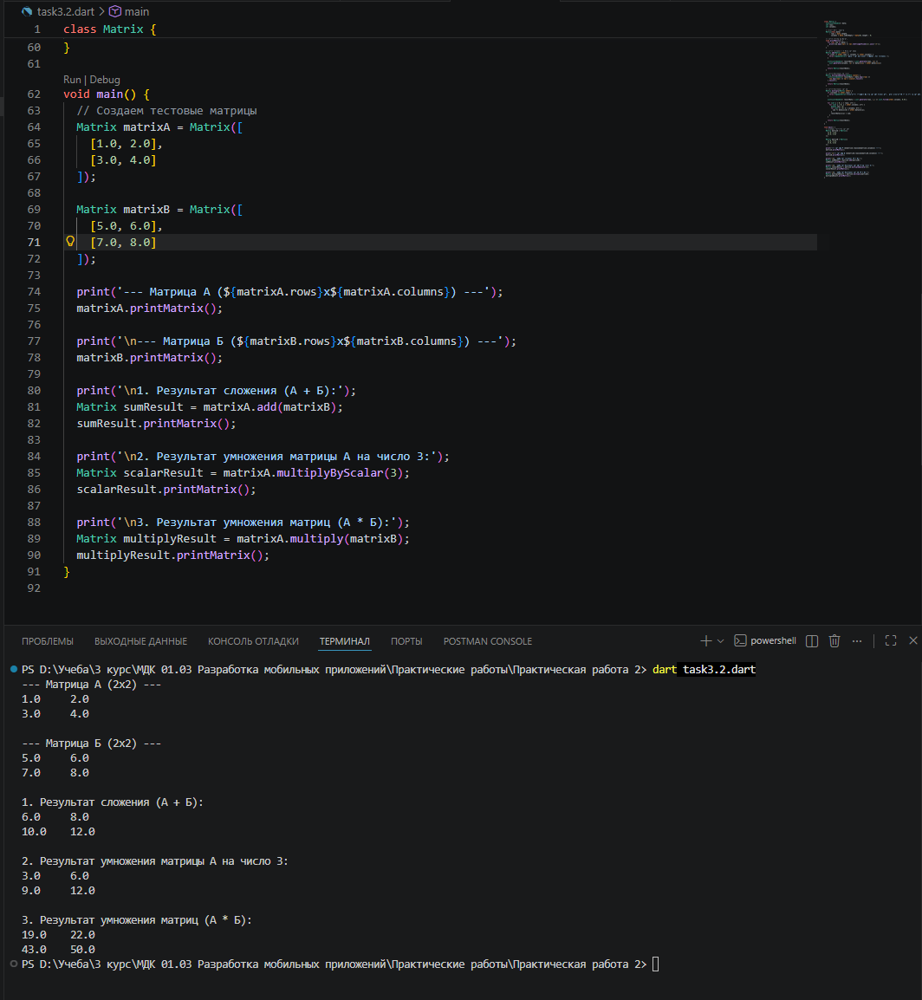 task3.2.dart > main
1 class Matrix {
60 }
61
Run | Debug
62 void main() {
63 // Создаем тестовые матрицы
64 Matrix matrixA = Matrix([
65 [1.0, 2.0],
66 [3.0, 4.0]
67 ]);
68
69 Matrix matrixB = Matrix([
70 [5.0, 6.0],
71 [7.0, 8.0]
72 ]);
73
74 print('--- Матрица А (${matrixA.rows}x${matrixA.columns}) ---');
75 matrixA.printMatrix();
76
77 print('\n--- Матрица Б (${matrixB.rows}x${matrixB.columns}) ---');
78 matrixB.printMatrix();
79
80 print('\n1. Результат сложения (А + Б):');
81 Matrix sumResult = matrixA.add(matrixB);
82 sumResult.printMatrix();
83
84 print('\n2. Результат умножения матрицы А на число 3:');
85 Matrix scalarResult = matrixA.multiplyByScalar(3);
86 scalarResult.printMatrix();
87
88 print('\n3. Результат умножения матриц (А * Б):');
89 Matrix multiplyResult = matrixA.multiply(matrixB);
90 multiplyResult.printMatrix();
91 }
92
ПРОБЛЕМЫ ВЫХОДНЫЕ ДАННЫЕ КОНСОЛЬ ОТЛАДКИ ТЕРМИНАЛ ПОРТЫ POSTMAN CONSOLE powershell
PS D:\Учеба\3 курс\МДК 01.03 Разработка мобильных приложений\Практические работы\Практическая работа 2> dart task3.2.dart
--- Матрица А (2x2) ---
1.0 2.0
3.0 4.0
--- Матрица Б (2x2) ---
5.0 6.0
7.0 8.0
1. Результат сложения (А + Б):
6.0 8.0
10.0 12.0
2. Результат умножения матрицы А на число 3:
3.0 6.0
9.0 12.0
3. Результат умножения матриц (А * Б):
19.0 22.0
43.0 50.0
PS D:\Учеба\3 курс\МДК 01.03 Разработка мобильных приложений\Практические работы\Практическая работа 2>